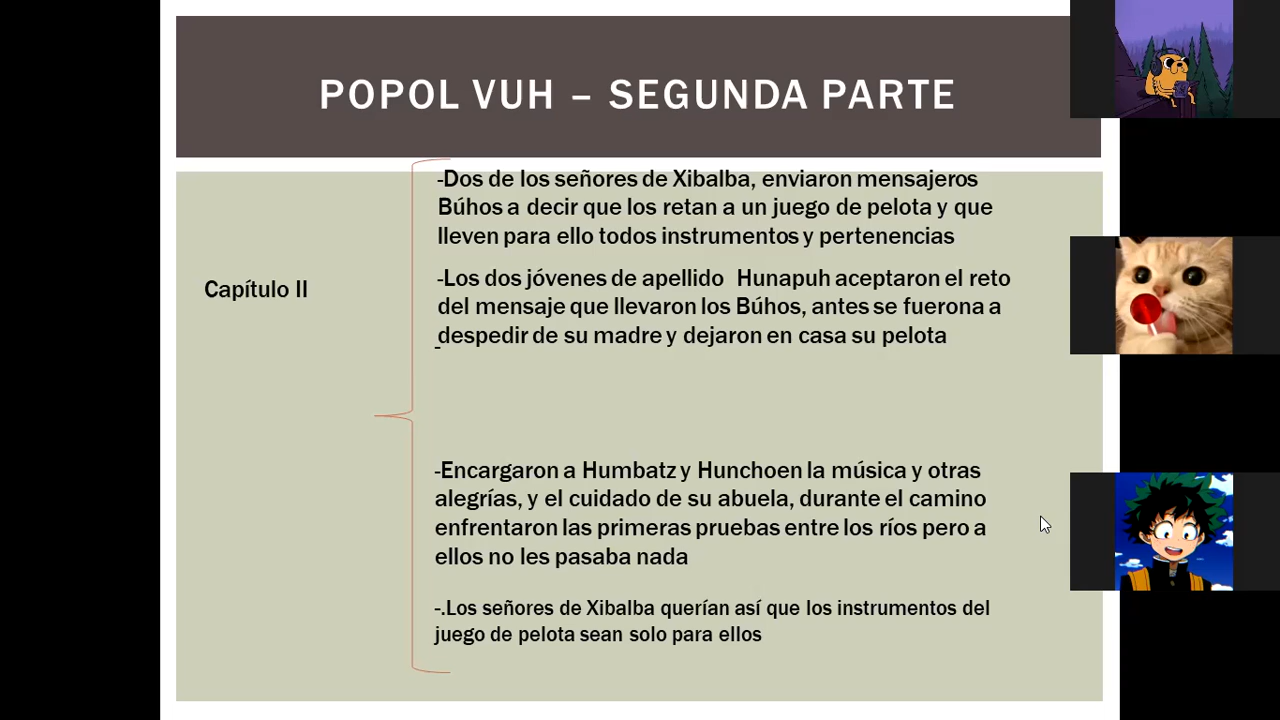 POPOL VUH – SEGUNDA PARTE
Capítulo II
-Dos de los señores de Xibalba, enviaron mensajeros
Búhos a decir que los retan a un juego de pelota y que
lleven para ello todos instrumentos y pertenencias
-Los dos jóvenes de apellido Hunapuh aceptaron el reto
del mensaje que llevaron los Búhos, antes se fuerona a
despedir de su madre y dejaron en casa su pelota
-
-Encargaron a Humbatz y Hunchoen la música y otras
alegrías, y el cuidado de su abuela, durante el camino
enfrentaron las primeras pruebas entre los ríos pero a
ellos no les pasaba nada
-.Los señores de Xibalba querían así que los instrumentos del
juego de pelota sean solo para ellos